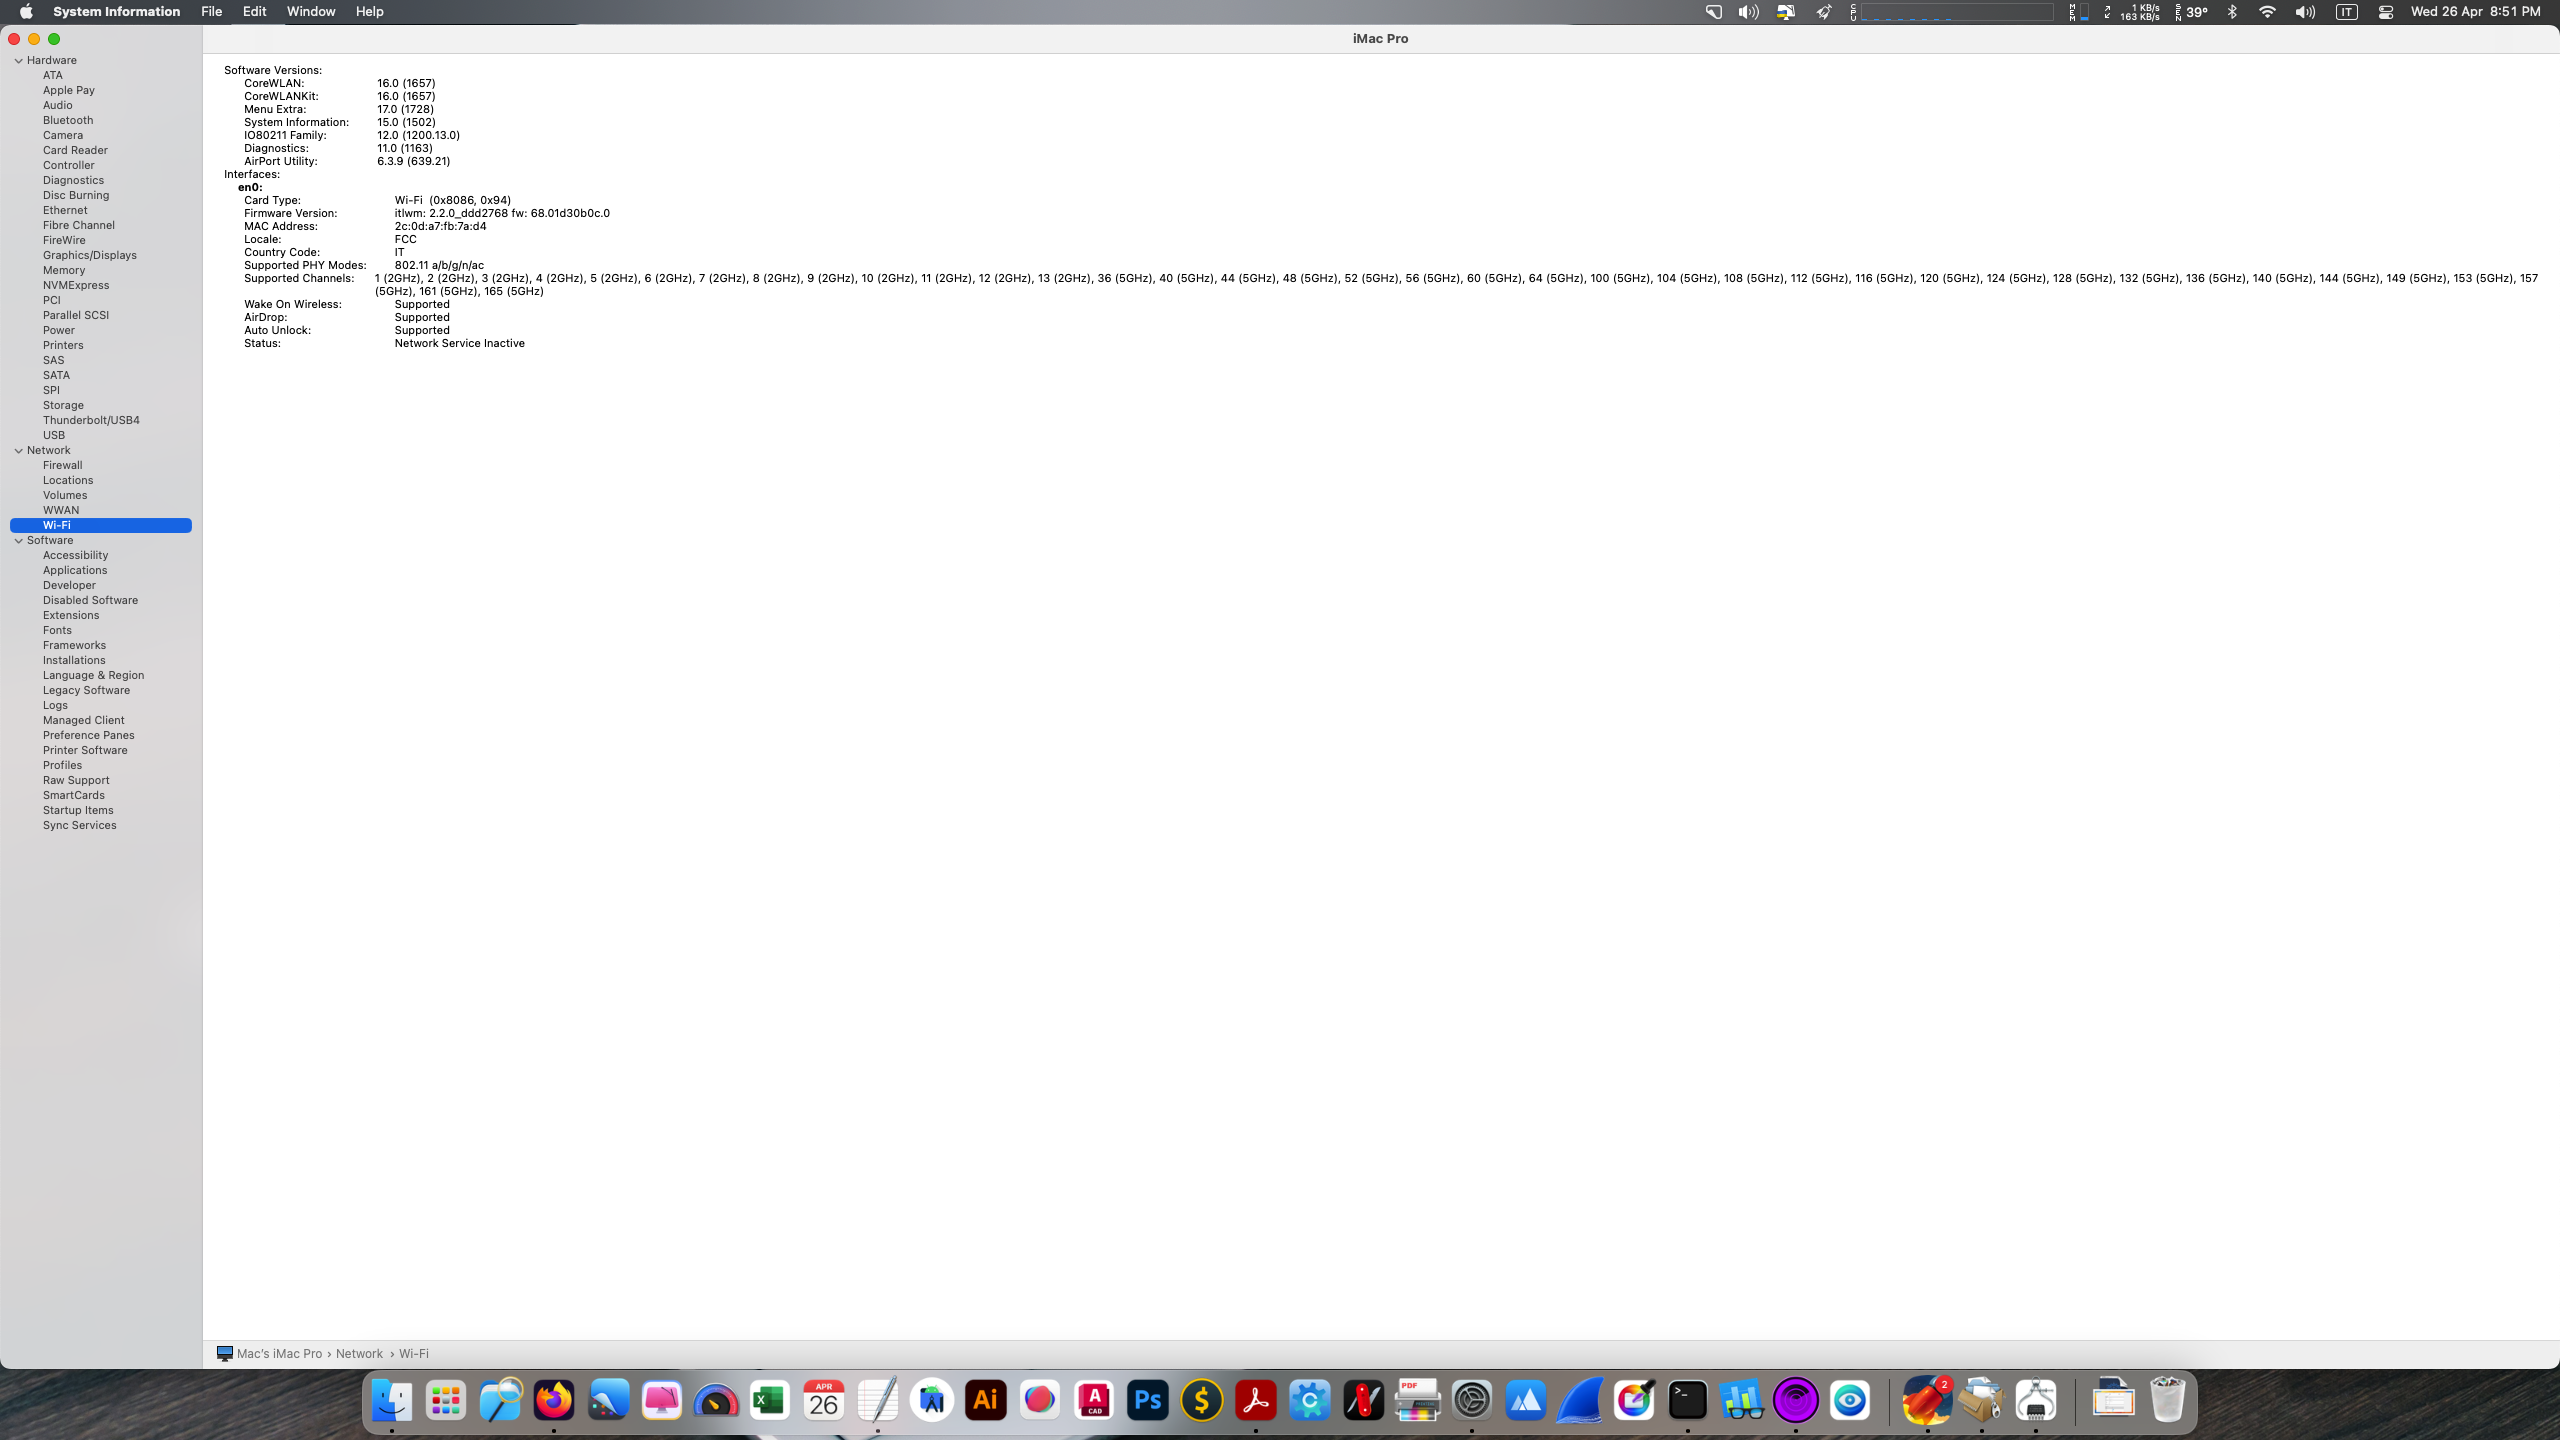 System Information File Edit Window Help
CPU MEM 1 KB/s 163 KB/s SEN 39° IT Wed 26 Apr 8:51 PM
iMac Pro
Hardware
ATA
Apple Pay
Audio
Bluetooth
Camera
Card Reader
Controller
Diagnostics
Disc Burning
Ethernet
Fibre Channel
FireWire
Graphics/Displays
Memory
NVMExpress
PCI
Parallel SCSI
Power
Printers
SAS
SATA
SPI
Storage
Thunderbolt/USB4
USB
Network
Firewall
Locations
Volumes
WWAN
Wi-Fi
Software
Accessibility
Applications
Developer
Disabled Software
Extensions
Fonts
Frameworks
Installations
Language & Region
Legacy Software
Logs
Managed Client
Preference Panes
Printer Software
Profiles
Raw Support
SmartCards
Startup Items
Sync Services
Software Versions:
CoreWLAN: 16.0 (1657)
CoreWLANKit: 16.0 (1657)
Menu Extra: 17.0 (1728)
System Information: 15.0 (1502)
IO80211 Family: 12.0 (1200.13.0)
Diagnostics: 11.0 (1163)
AirPort Utility: 6.3.9 (639.21)
Interfaces:
en0:
Card Type: Wi-Fi (0x8086, 0x94)
Firmware Version: itlwm: 2.2.0_ddd2768 fw: 68.01d30b0c.0
MAC Address: 2c:0d:a7:fb:7a:d4
Locale: FCC
Country Code: IT
Supported PHY Modes: 802.11 a/b/g/n/ac
Supported Channels: 1 (2GHz), 2 (2GHz), 3 (2GHz), 4 (2GHz), 5 (2GHz), 6 (2GHz), 7 (2GHz), 8 (2GHz), 9 (2GHz), 10 (2GHz), 11 (2GHz), 12 (2GHz), 13 (2GHz), 36 (5GHz), 40 (5GHz), 44 (5GHz), 48 (5GHz), 52 (5GHz), 56 (5GHz), 60 (5GHz), 64 (5GHz), 100 (5GHz), 104 (5GHz), 108 (5GHz), 112 (5GHz), 116 (5GHz), 120 (5GHz), 124 (5GHz), 128 (5GHz), 132 (5GHz), 136 (5GHz), 140 (5GHz), 144 (5GHz), 149 (5GHz), 153 (5GHz), 157
(5GHz), 161 (5GHz), 165 (5GHz)
Wake On Wireless: Supported
AirDrop: Supported
Auto Unlock: Supported
Status: Network Service Inactive
Mac's iMac Pro › Network › Wi-Fi
APR 26
Ai
A CAD
Ps
$
PDF
>_
2